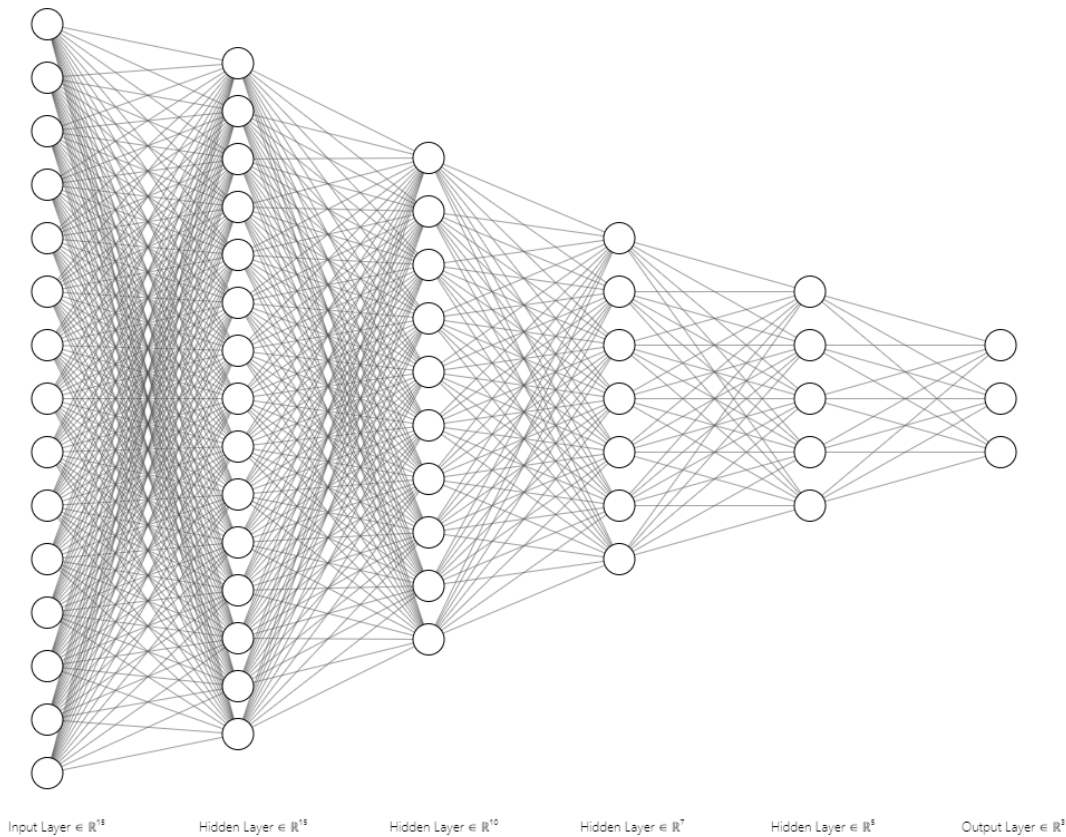 Input Layer ∈ ℝ¹⁵ Hidden Layer ∈ ℝ¹⁵ Hidden Layer ∈ ℝ¹⁰ Hidden Layer ∈ ℝ⁷ Hidden Layer ∈ ℝ⁵ Output Layer ∈ ℝ³